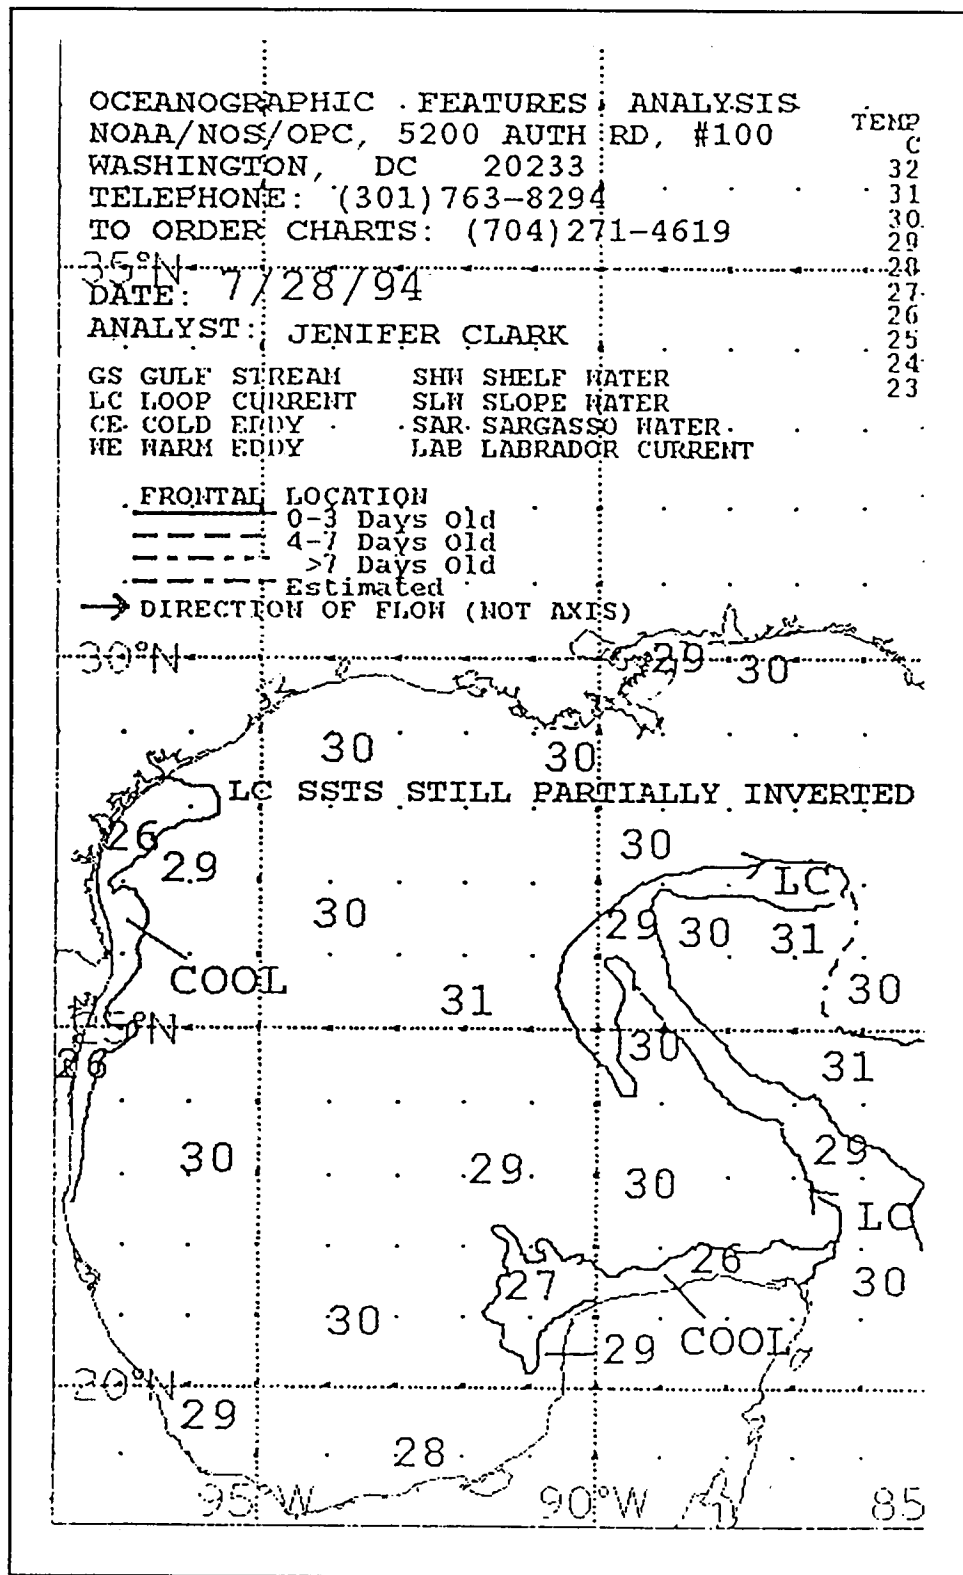 OCEANOGRAPHIC FEATURES ANALYSIS
NOAA/NOS/OPC, 5200 AUTH RD, #100
WASHINGTON, DC 20233
TELEPHONE: (301)763-8294
TO ORDER CHARTS: (704)271-4619
TEMP
C
32
31
30
29
28
27
26
25
24
23
35°N
DATE: 7/28/94
ANALYST: JENIFER CLARK
GS GULF STREAM SHW SHELF WATER
LC LOOP CURRENT SLW SLOPE WATER
CE COLD EDDY SAR SARGASSO WATER
WE WARM EDDY LAB LABRADOR CURRENT
FRONTAL LOCATION
0-3 Days Old
4-7 Days Old
>7 Days Old
Estimated
DIRECTION OF FLOW (NOT AXIS)
30°N
29
30
30
30
LC SSTS STILL PARTIALLY INVERTED
26
29
30
LC
30
29 30 31
COOL
31
30
25°N
30
26
31
30
29
30
29
LC
27
26
30
30
29 COOL
20°N
29
28
95°W
90°W
85